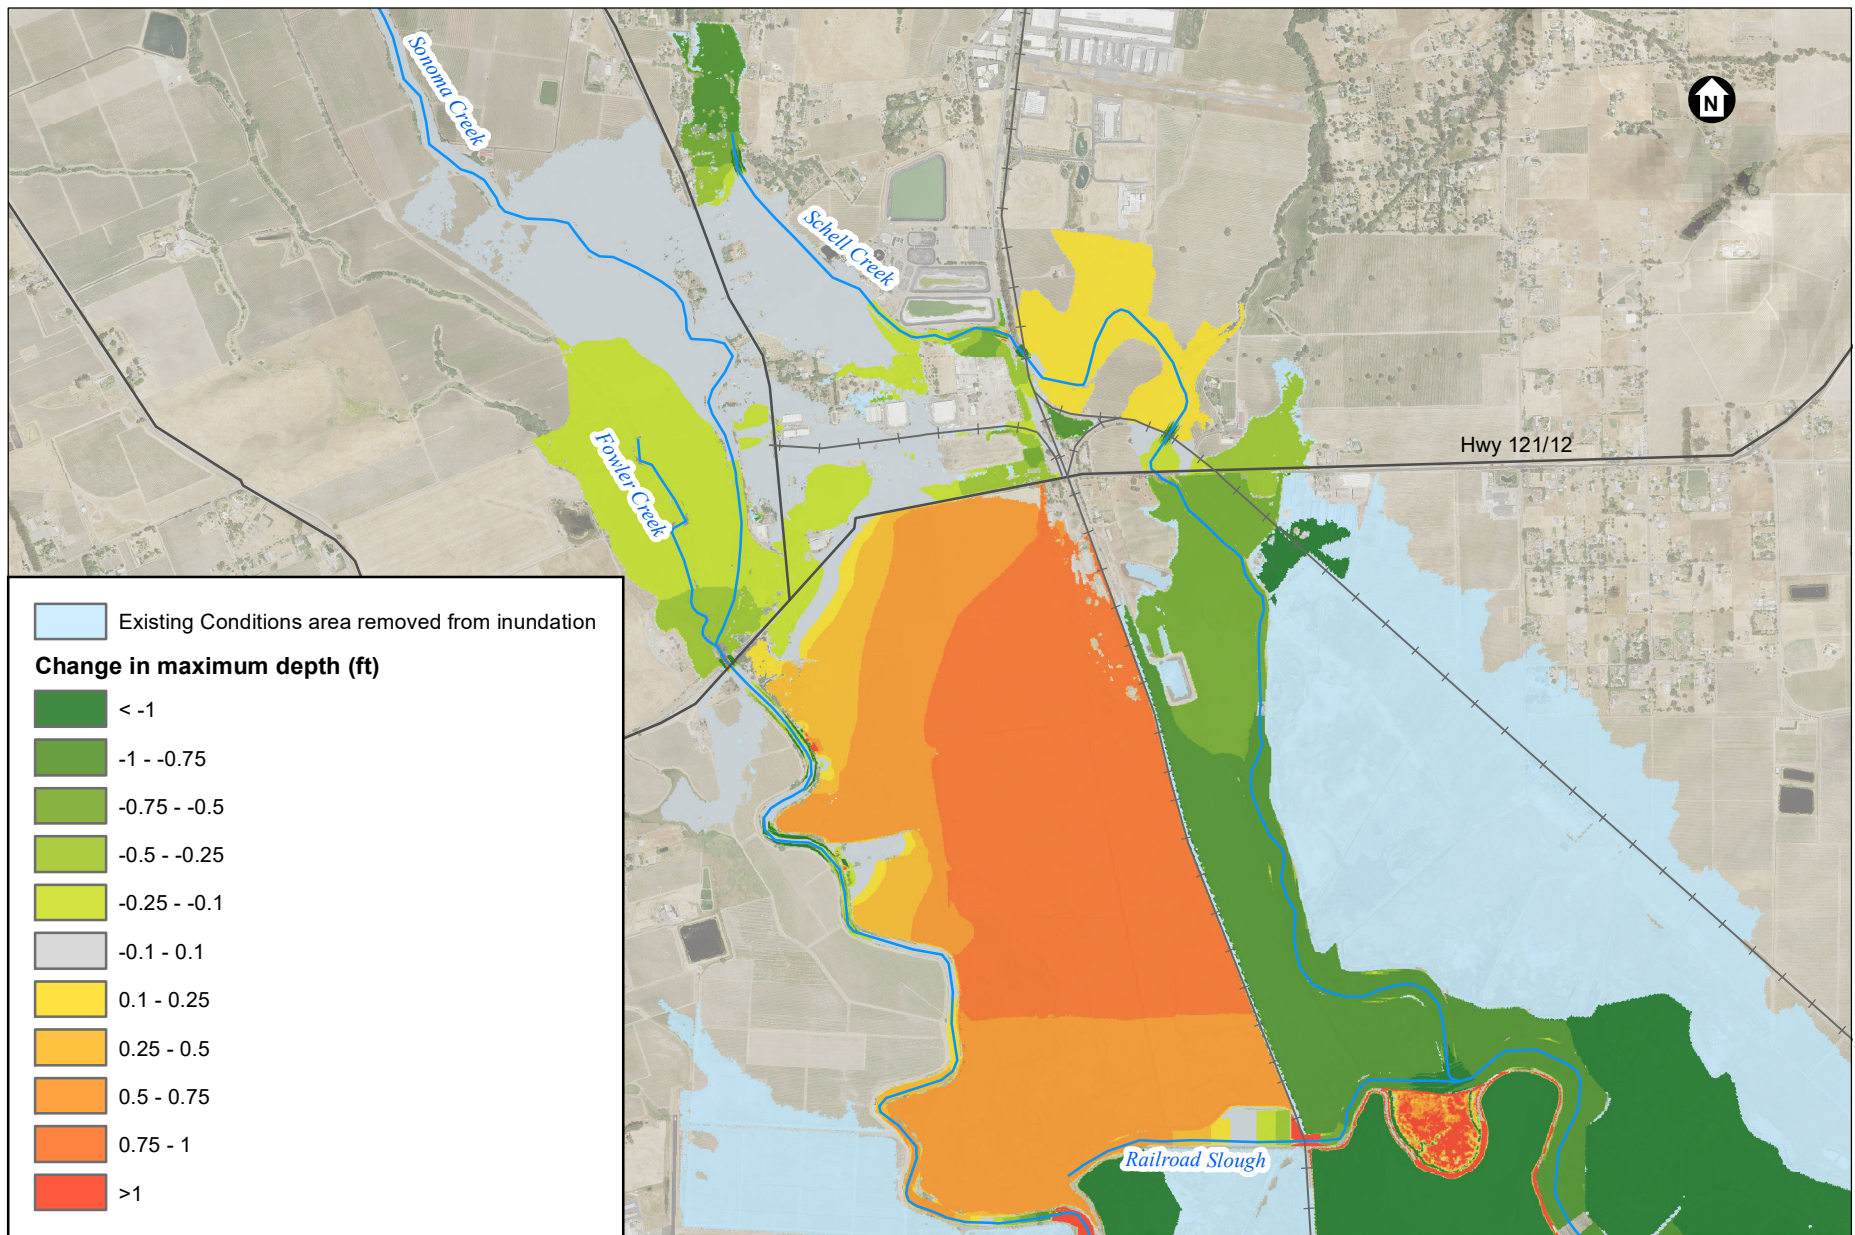 Sonoma Creek
N
Schell Creek
Hwy 121/12
Fowler Creek
Existing Conditions area removed from inundation
Change in maximum depth (ft)
< -1
-1 - -0.75
-0.75 - -0.5
-0.5 - -0.25
-0.25 - -0.1
-0.1 - 0.1
0.1 - 0.25
0.25 - 0.5
0.5 - 0.75
0.75 - 1
>1
Railroad Slough